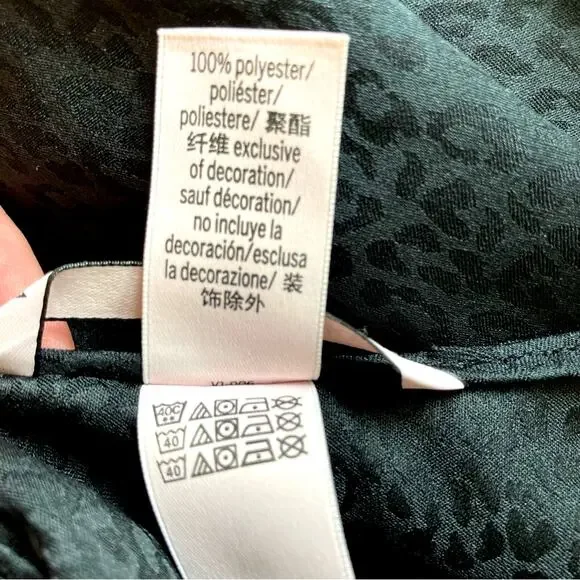 100% polyester/
poliéster/
poliestere/ 聚酯
纤维 exclusive
of decoration/
sauf décoration/
no incluye la
decoración/esclusa
la decorazione/ 装
饰除外
40C
40
40